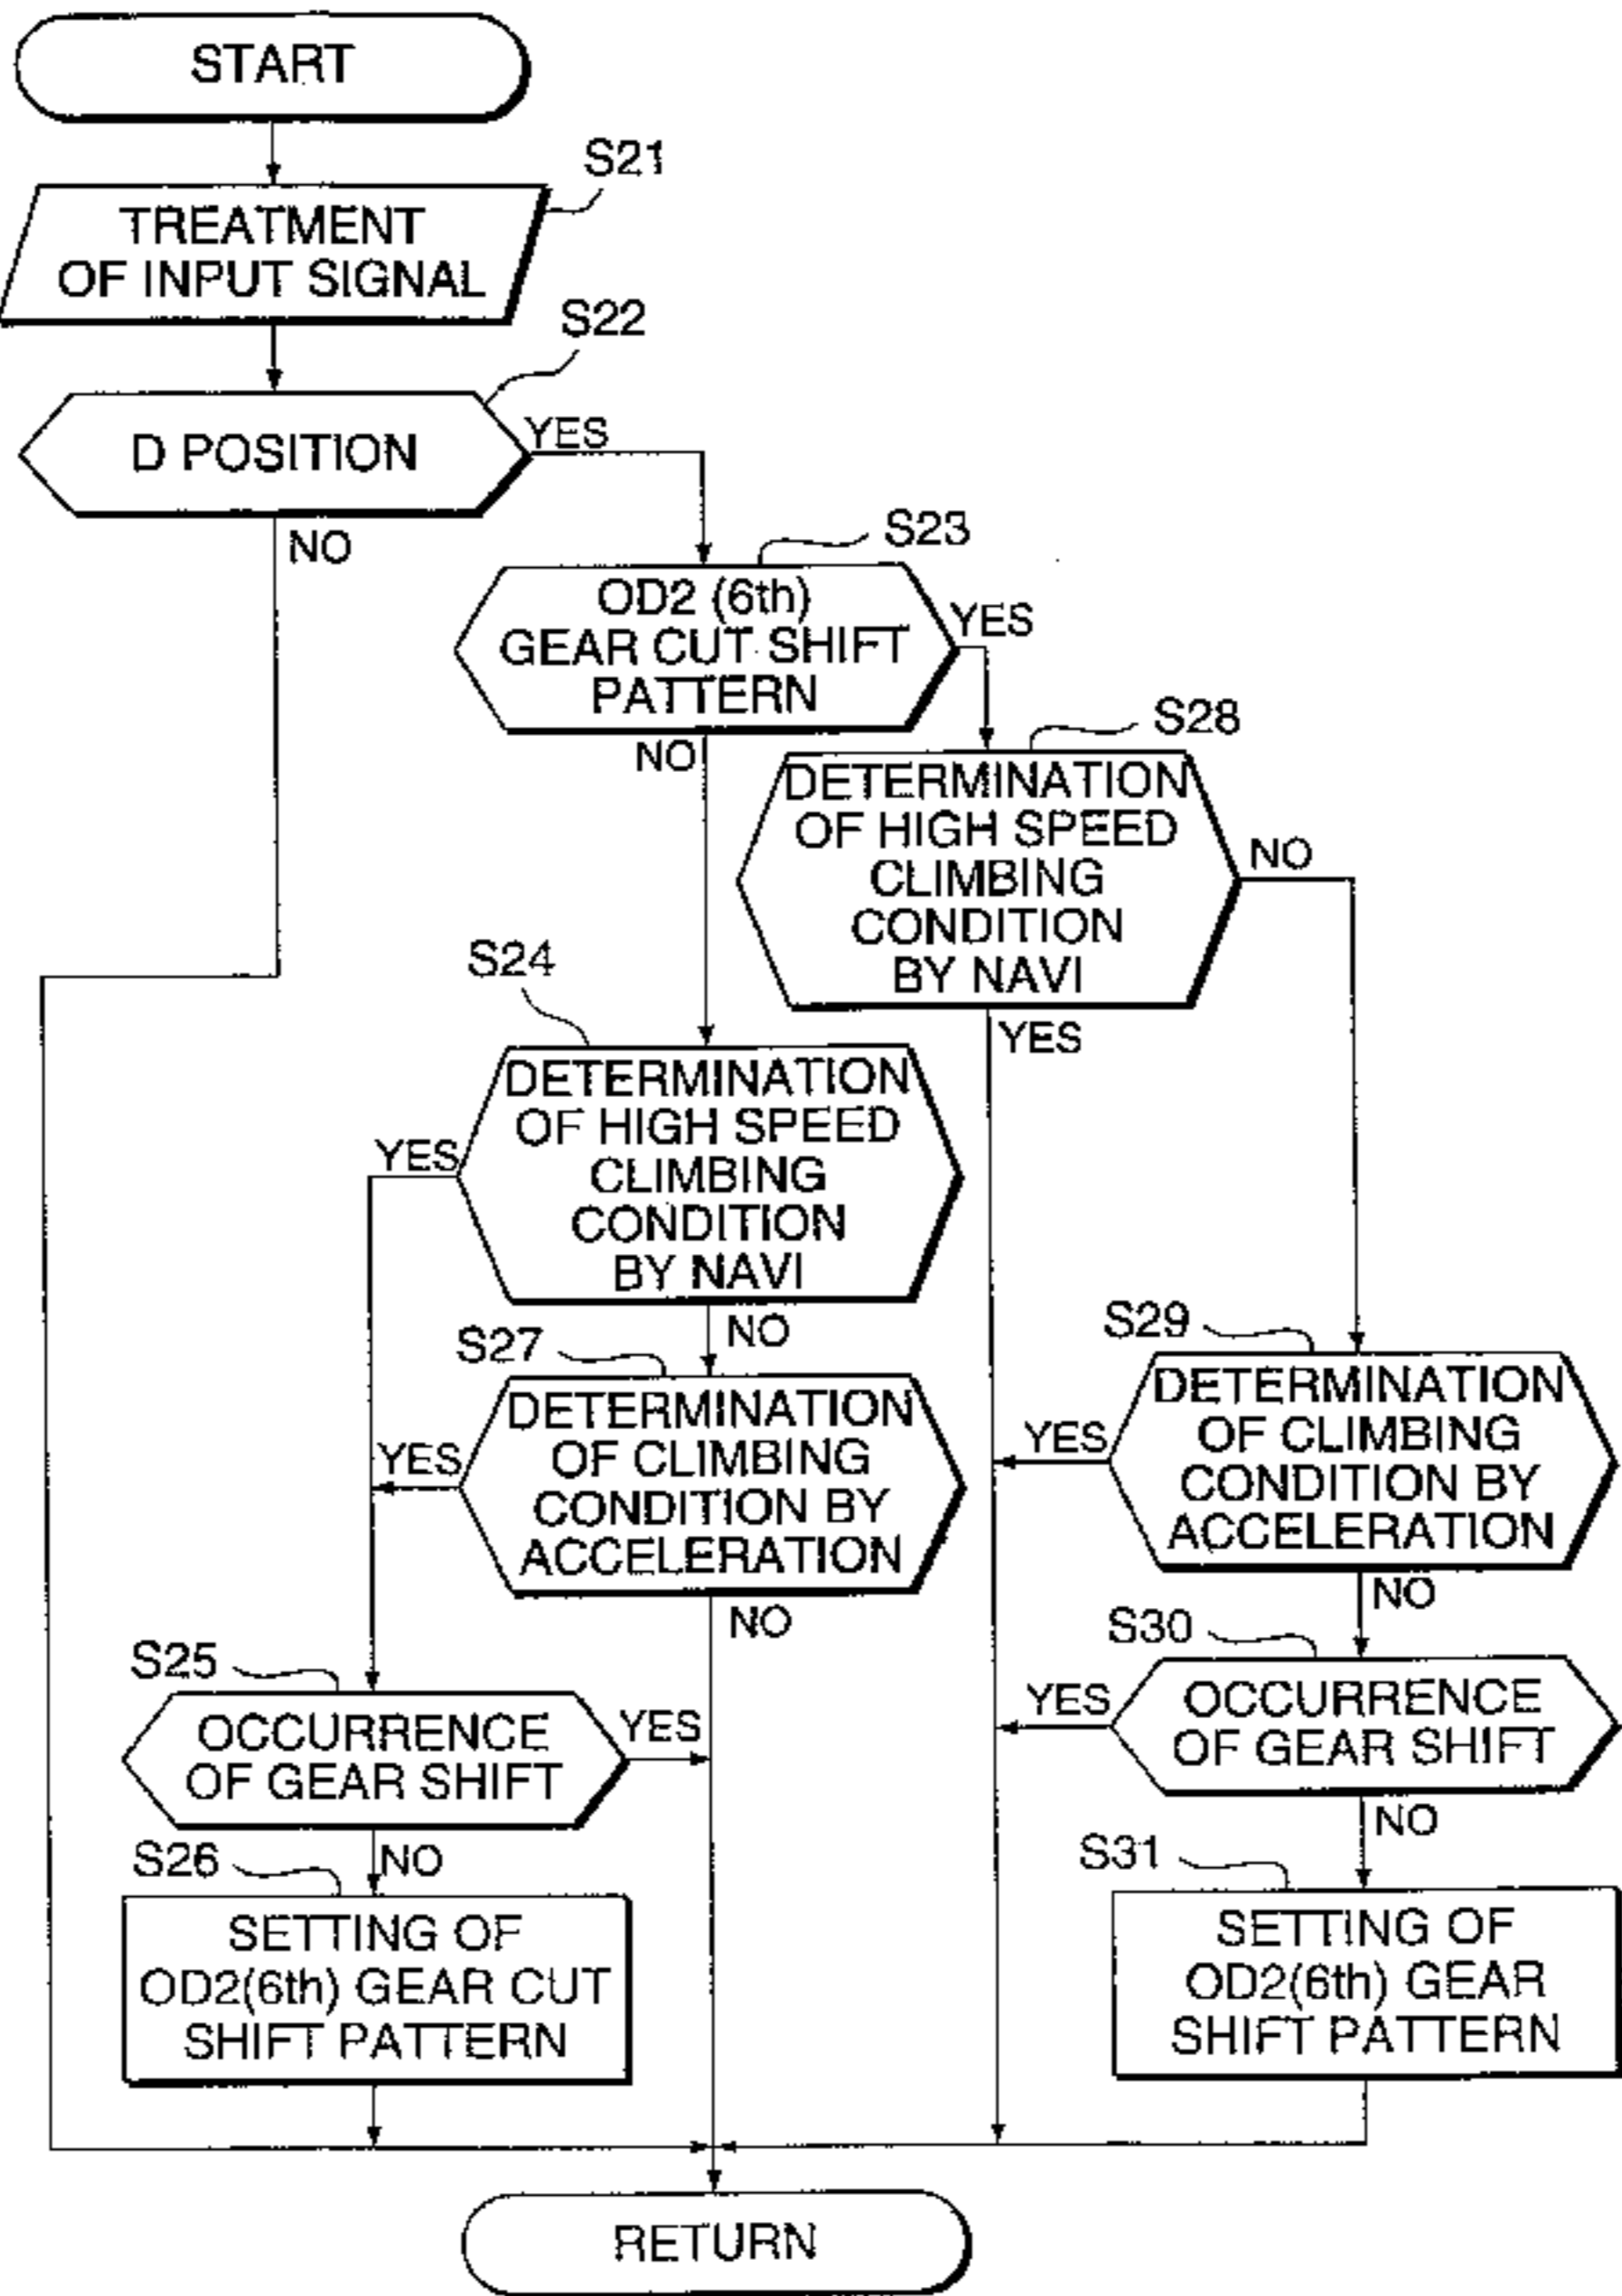 START
S21
TREATMENT
OF INPUT SIGNAL
S22
D POSITION
YES
NO
S23
OD2 (6th)
GEAR CUT SHIFT
PATTERN
YES
NO
S28
DETERMINATION
OF HIGH SPEED
CLIMBING
CONDITION
BY NAVI
NO
YES
S24
DETERMINATION
OF HIGH SPEED
CLIMBING
CONDITION
BY NAVI
YES
NO
S27
DETERMINATION
OF CLIMBING
CONDITION BY
ACCELERATION
YES
NO
S29
DETERMINATION
OF CLIMBING
CONDITION BY
ACCELERATION
YES
NO
S25
OCCURRENCE
OF GEAR SHIFT
YES
NO
S30
OCCURRENCE
OF GEAR SHIFT
YES
NO
S26
SETTING OF
OD2(6th) GEAR CUT
SHIFT PATTERN
S31
SETTING OF
OD2(6th) GEAR
SHIFT PATTERN
RETURN